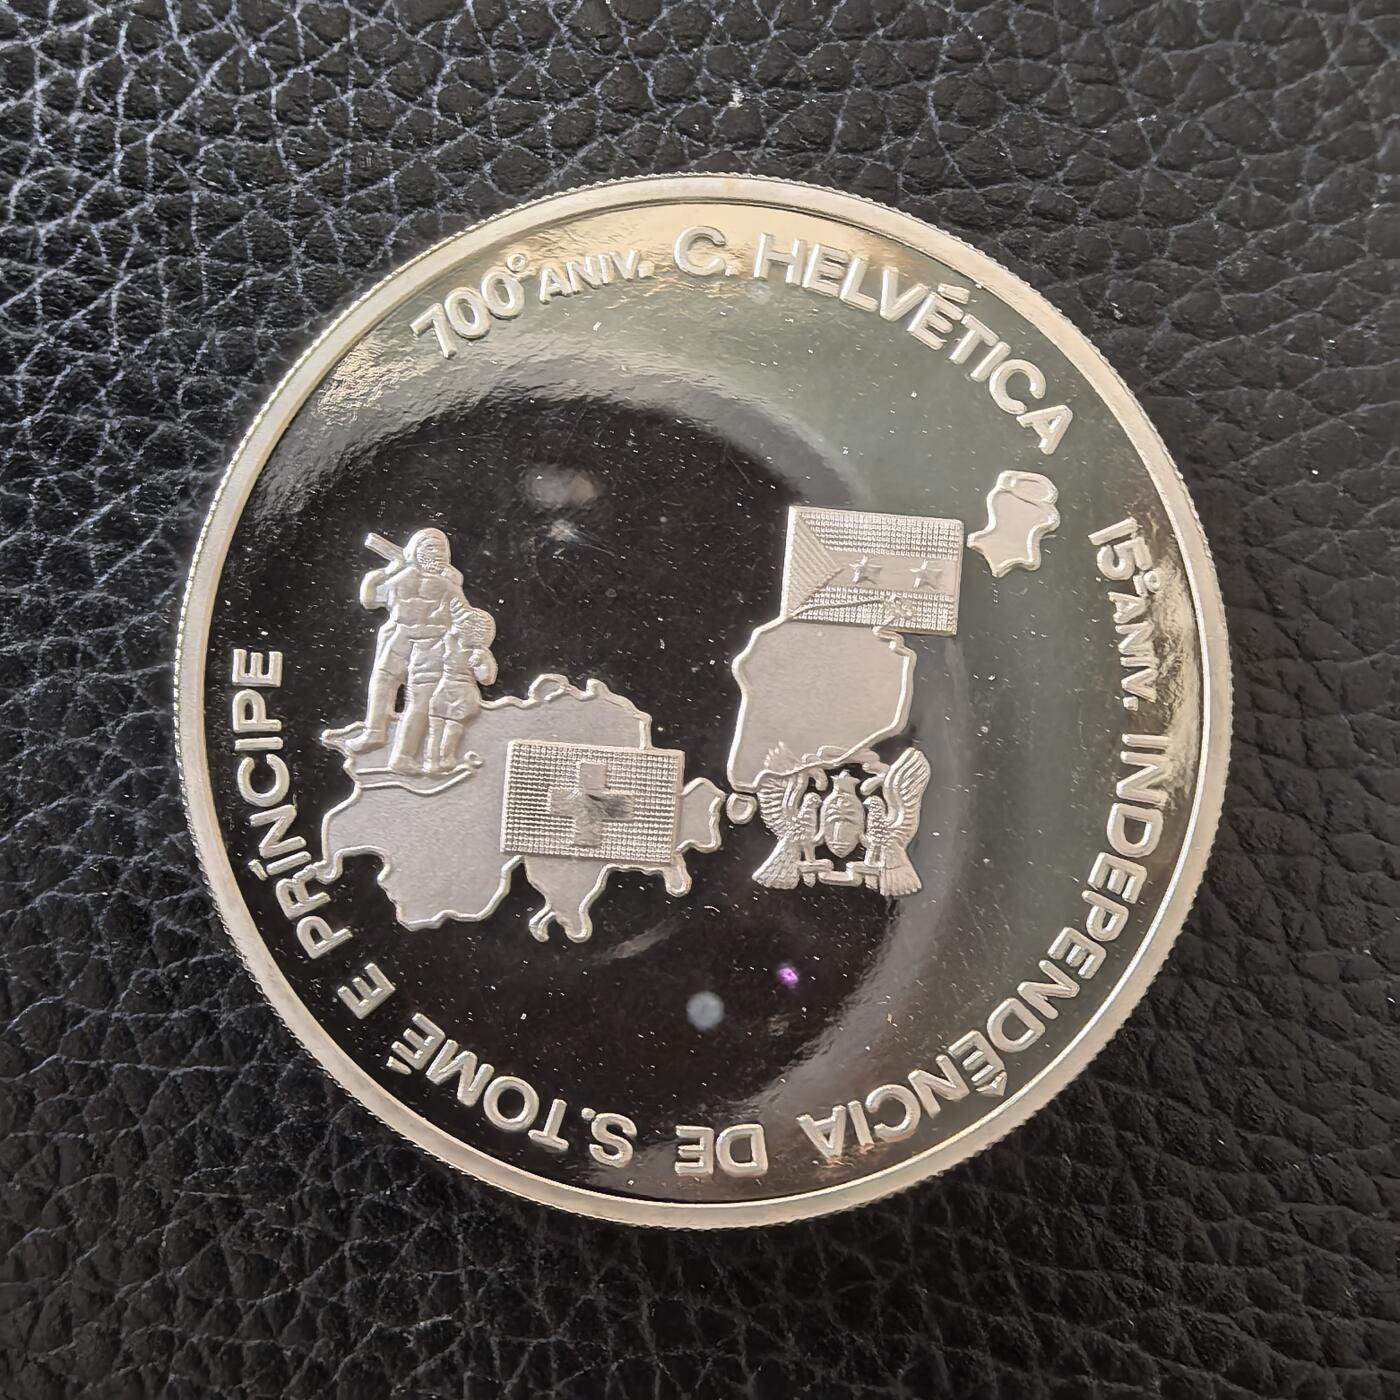 700° ANIV. C. HELVÉTICA
15° ANIV. INDEPENDÊNCIA DE S.TOMÉ E PRÍNCIPE